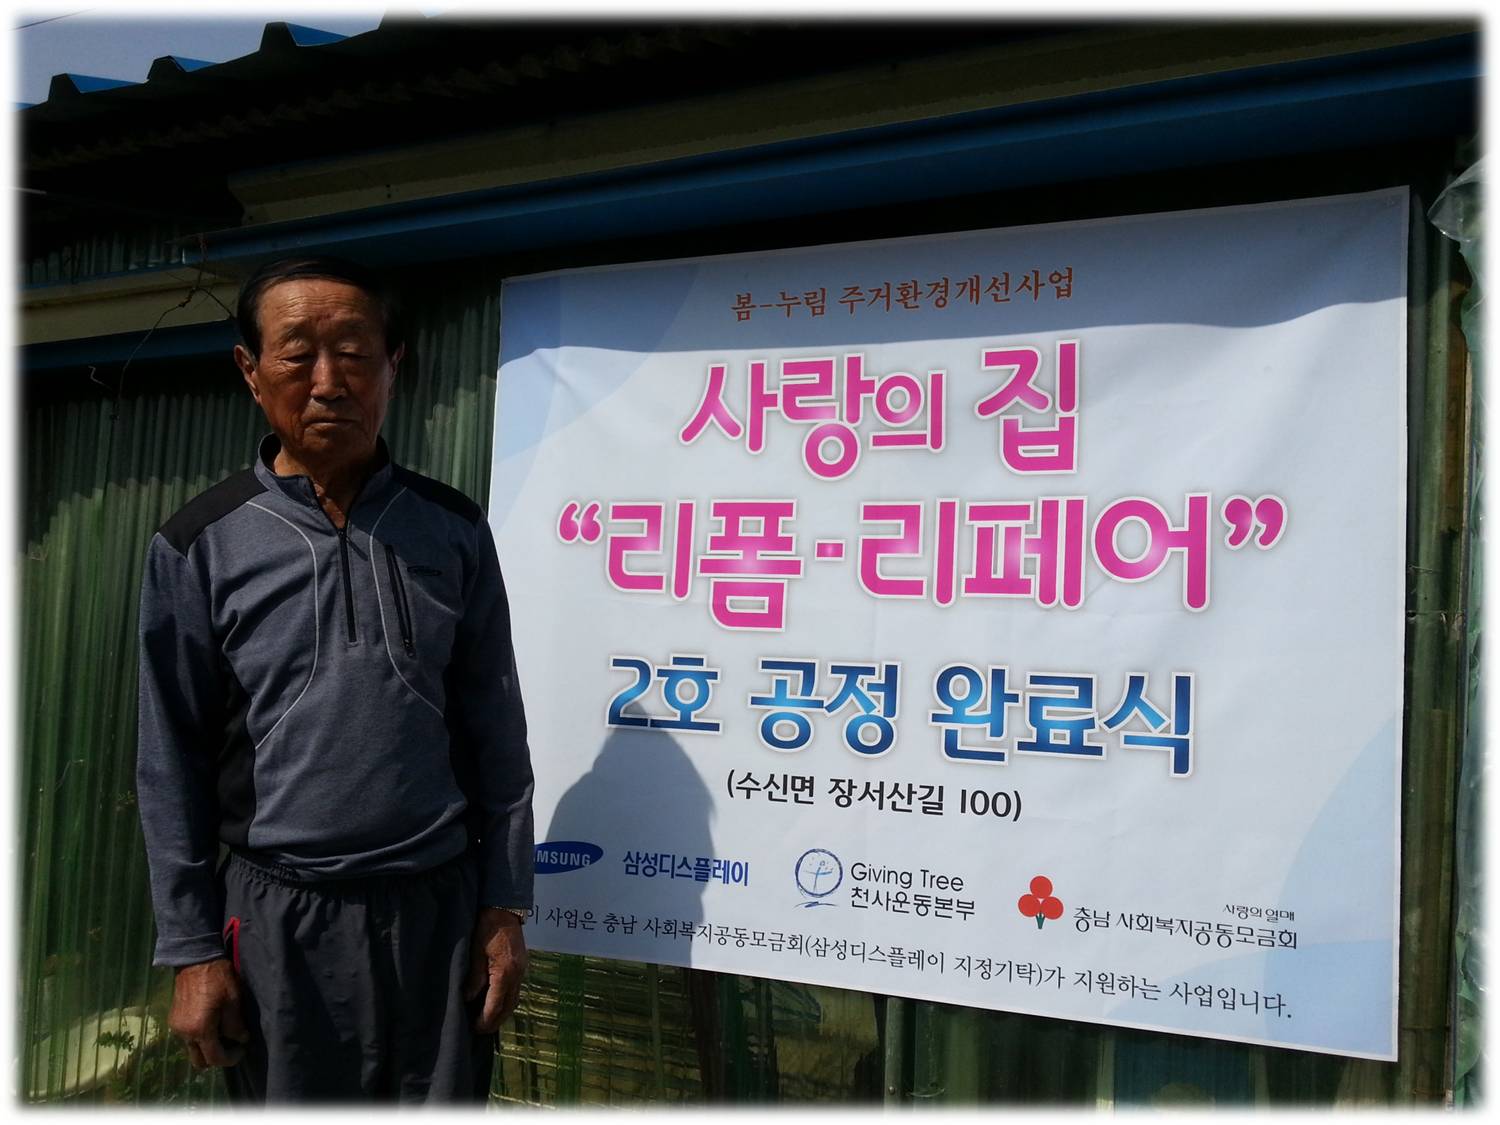 봄-누림 주거환경개선사업
사랑의 집
“리폼·리페어”
2호 공정 완료식
(수신면 장서산길 100)
삼성디스플레이
Giving Tree
천사운동본부
사랑의 열매
충남 사회복지공동모금회
이 사업은 충남 사회복지공동모금회(삼성디스플레이 지정기탁)가 지원하는 사업입니다.